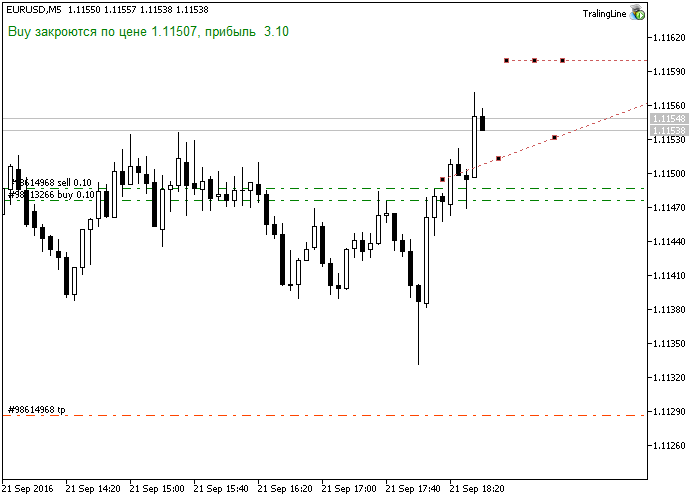 EURUSD,M5 1.11550 1.11557 1.11538 1.11538
TralingLine
Buy закроются по цене 1.11507, прибыль 3.10
1.11620
1.11590
1.11560
1.11548
1.11538
1.11530
1.11500
#98614968 sell 0.10
#98613266 buy 0.10
1.11470
1.11440
1.11410
1.11380
1.11350
1.11320
#98614968 tp
1.11290
1.11260
21 Sep 2016
21 Sep 14:20
21 Sep 15:00
21 Sep 15:40
21 Sep 16:20
21 Sep 17:00
21 Sep 17:40
21 Sep 18:20